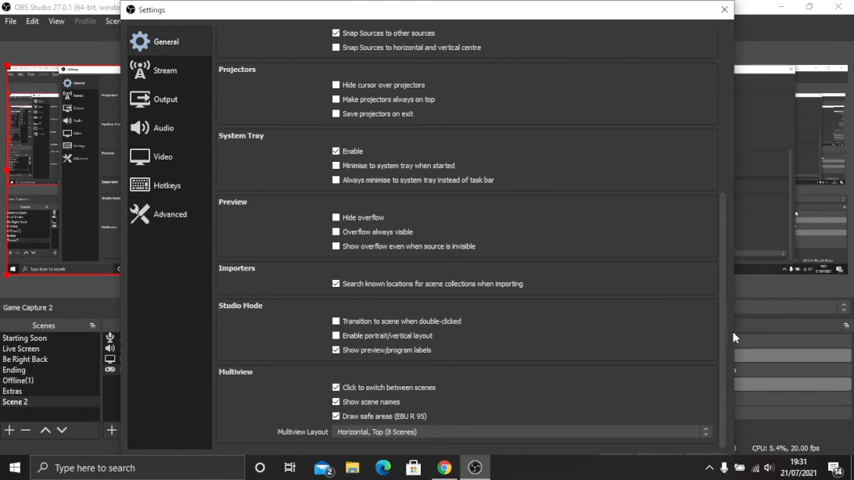 OBS Studio 27.0.1 (64-bit, window
File Edit View Profile Scen
Settings
General
Stream
Output
Audio
Video
Hotkeys
Advanced
Snap Sources to other sources
Snap Sources to horizontal and vertical centre
Projectors
Hide cursor over projectors
Make projectors always on top
Save projectors on exit
System Tray
Enable
Minimise to system tray when started
Always minimise to system tray instead of task bar
Preview
Hide overflow
Overflow always visible
Show overflow even when source is invisible
Importers
Search known locations for scene collections when importing
Studio Mode
Transition to scene when double-clicked
Enable portrait/vertical layout
Show preview/program labels
Multiview
Click to switch between scenes
Show scene names
Draw safe areas (EBU R 95)
Multiview Layout Horizontal, Top (8 Scenes)
Game Capture 2
Scenes
Starting Soon
Live Screen
Be Right Back
Ending
Offline(1)
Extras
Scene 2
CPU: 5.4%, 20.00 fps
Type here to search
2
19:31
21/07/2021
14